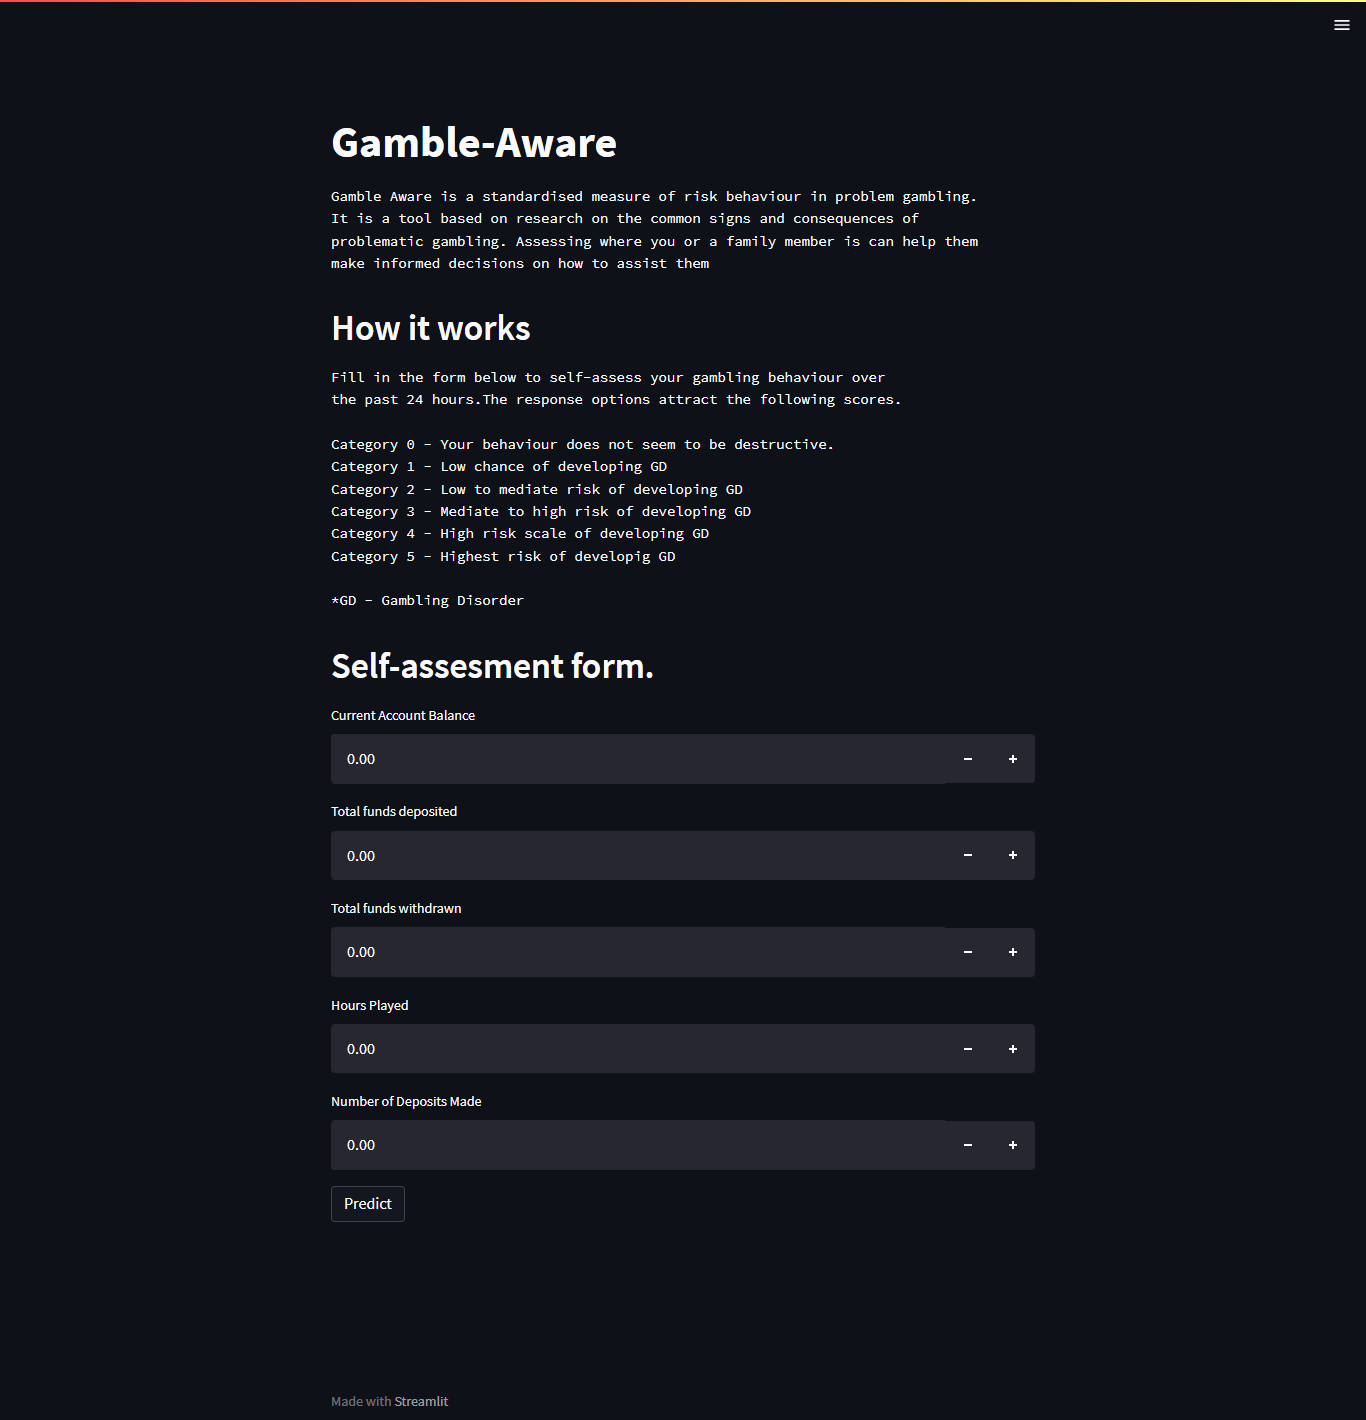 Gamble-Aware
Gamble Aware is a standardised measure of risk behaviour in problem gambling.
It is a tool based on research on the common signs and consequences of
problematic gambling. Assessing where you or a family member is can help them
make informed decisions on how to assist them
How it works
Fill in the form below to self-assess your gambling behaviour over
the past 24 hours.The response options attract the following scores.
Category 0 - Your behaviour does not seem to be destructive.
Category 1 - Low chance of developing GD
Category 2 - Low to mediate risk of developing GD
Category 3 - Mediate to high risk of developing GD
Category 4 - High risk scale of developing GD
Category 5 - Highest risk of developig GD
*GD - Gambling Disorder
Self-assesment form.
Current Account Balance
0.00
Total funds deposited
0.00
Total funds withdrawn
0.00
Hours Played
0.00
Number of Deposits Made
0.00
Predict
Made with Streamlit